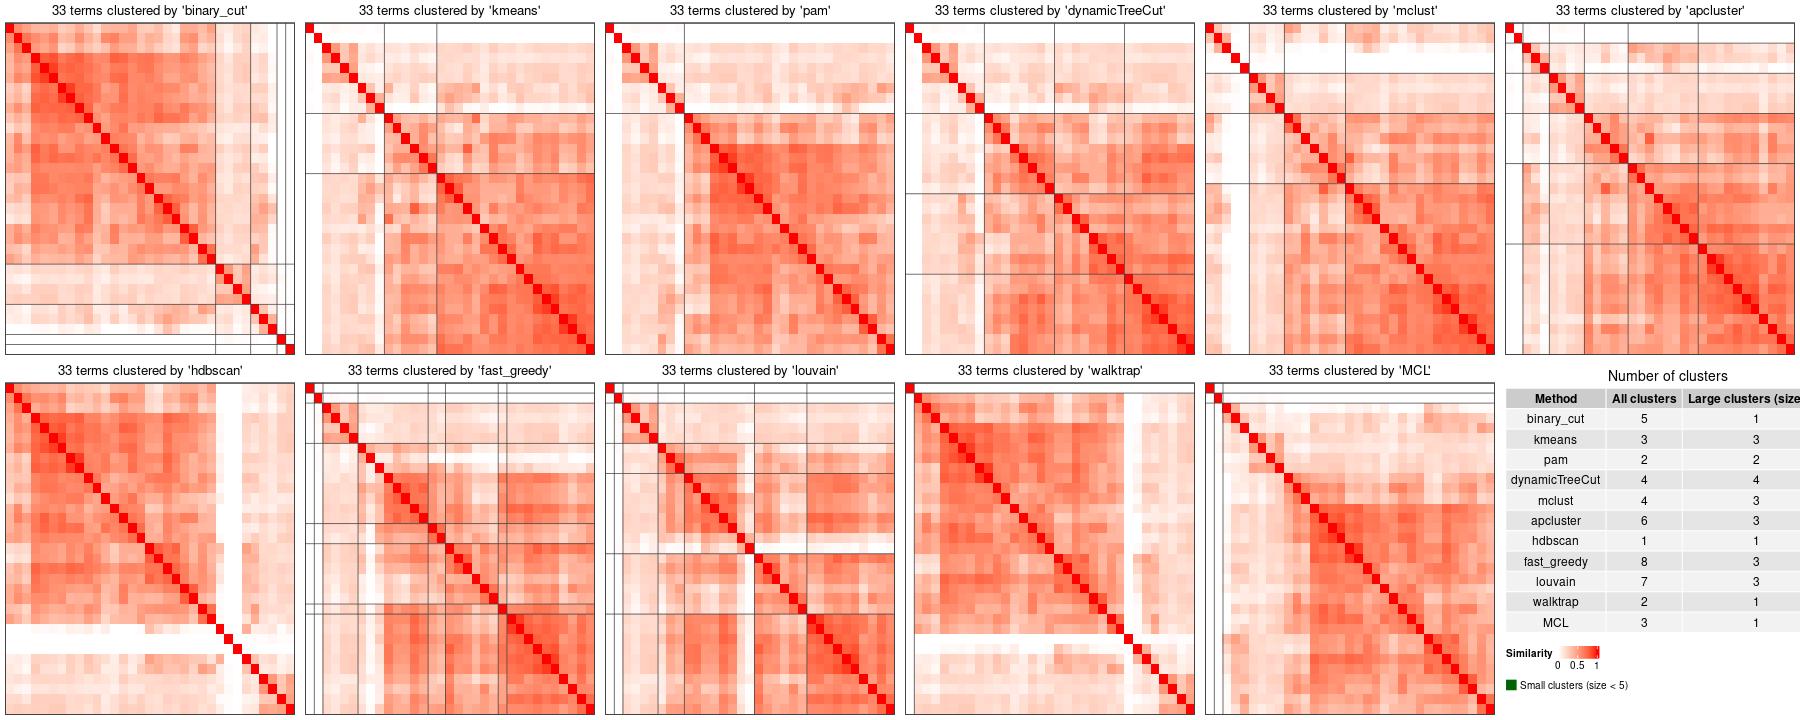 33 terms clustered by 'binary_cut'
33 terms clustered by 'kmeans'
33 terms clustered by 'pam'
33 terms clustered by 'dynamicTreeCut'
33 terms clustered by 'mclust'
33 terms clustered by 'apcluster'
33 terms clustered by 'hdbscan'
33 terms clustered by 'fast_greedy'
33 terms clustered by 'louvain'
33 terms clustered by 'walktrap'
33 terms clustered by 'MCL'
Number of clusters
Method All clusters Large clusters (size
binary_cut 5 1
kmeans 3 3
pam 2 2
dynamicTreeCut 4 4
mclust 4 3
apcluster 6 3
hdbscan 1 1
fast_greedy 8 3
louvain 7 3
walktrap 2 1
MCL 3 1
Similarity
0 0.5 1
Small clusters (size < 5)